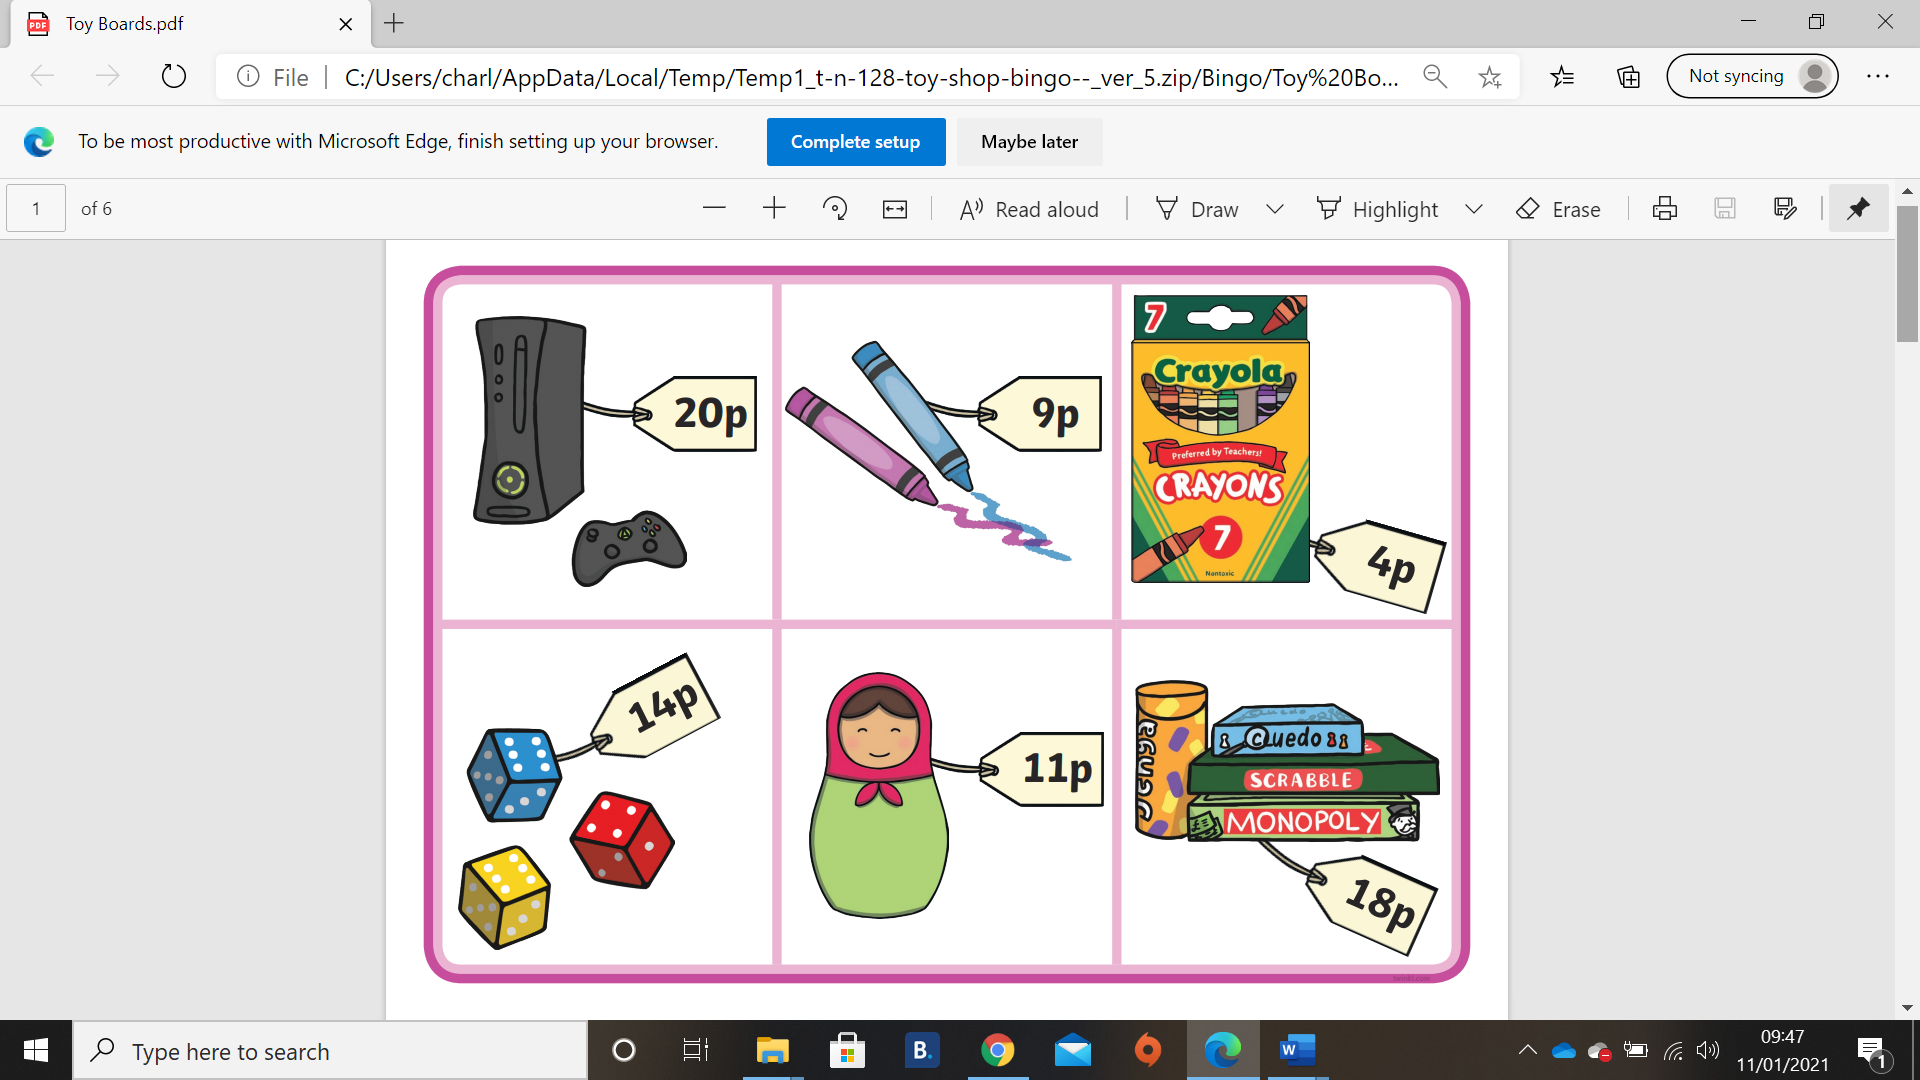 Toy Boards.pdf
File
C:/Users/charl/AppData/Local/Temp/Temp1_t-n-128-toy-shop-bingo--_ver_5.zip/Bingo/Toy%20Bo...
Not syncing
To be most productive with Microsoft Edge, finish setting up your browser.
Complete setup
Maybe later
1 of 6
Read aloud
Draw
Highlight
Erase
20p
9p
7
Crayola
Preferred by Teachers!
CRAYONS
7
Nontoxic
4p
14p
11p
Jenga
Cluedo
SCRABBLE
MONOPOLY
18p
Type here to search
B.
W
09:47
11/01/2021
1